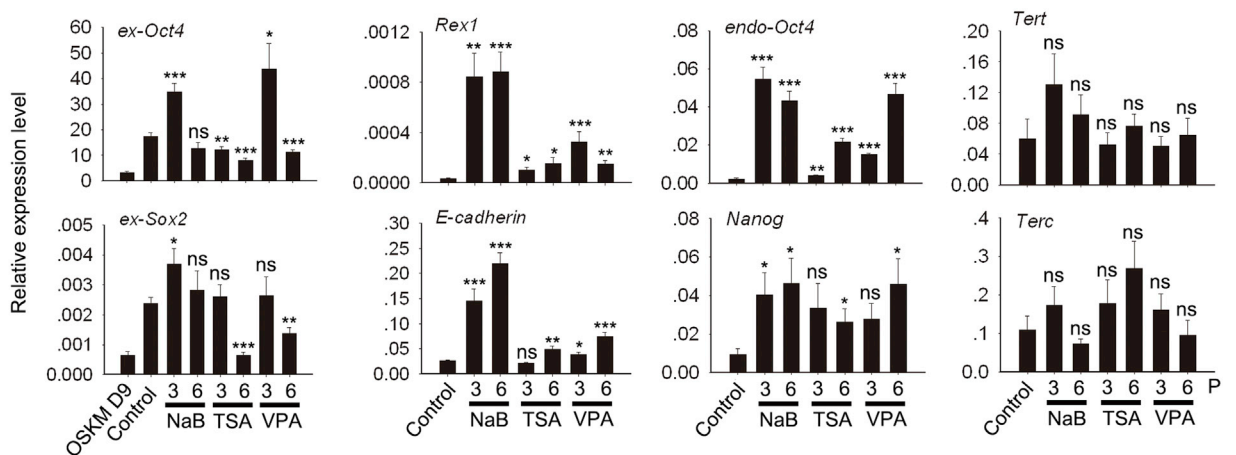 Relative expression level
ex-Oct4
60
50
40
30
20
10
0
***
ns
**
***
*
***
Rex1
.0012
.0008
.0004
.0000
**
***
*
*
***
**
endo-Oct4
.08
.06
.04
.02
.00
***
***
**
***
***
***
Tert
.20
.16
.12
.08
.04
0.00
ns
ns
ns
ns
ns
ns
ex-Sox2
.005
.004
.003
.002
.001
0.000
*
ns
ns
***
ns
**
E-cadherin
.30
.25
.20
.15
.10
.05
0.00
***
***
ns
**
*
***
Nanog
.08
.06
.04
.02
0.00
*
*
ns
*
ns
*
Terc
.4
.3
.2
.1
0.0
ns
ns
ns
ns
ns
ns
OSKM D9 Control 3 6 3 6 3 6
NaB TSA VPA
Control 3 6 3 6 3 6
NaB TSA VPA
Control 3 6 3 6 3 6
NaB TSA VPA
Control 3 6 3 6 3 6 P
NaB TSA VPA